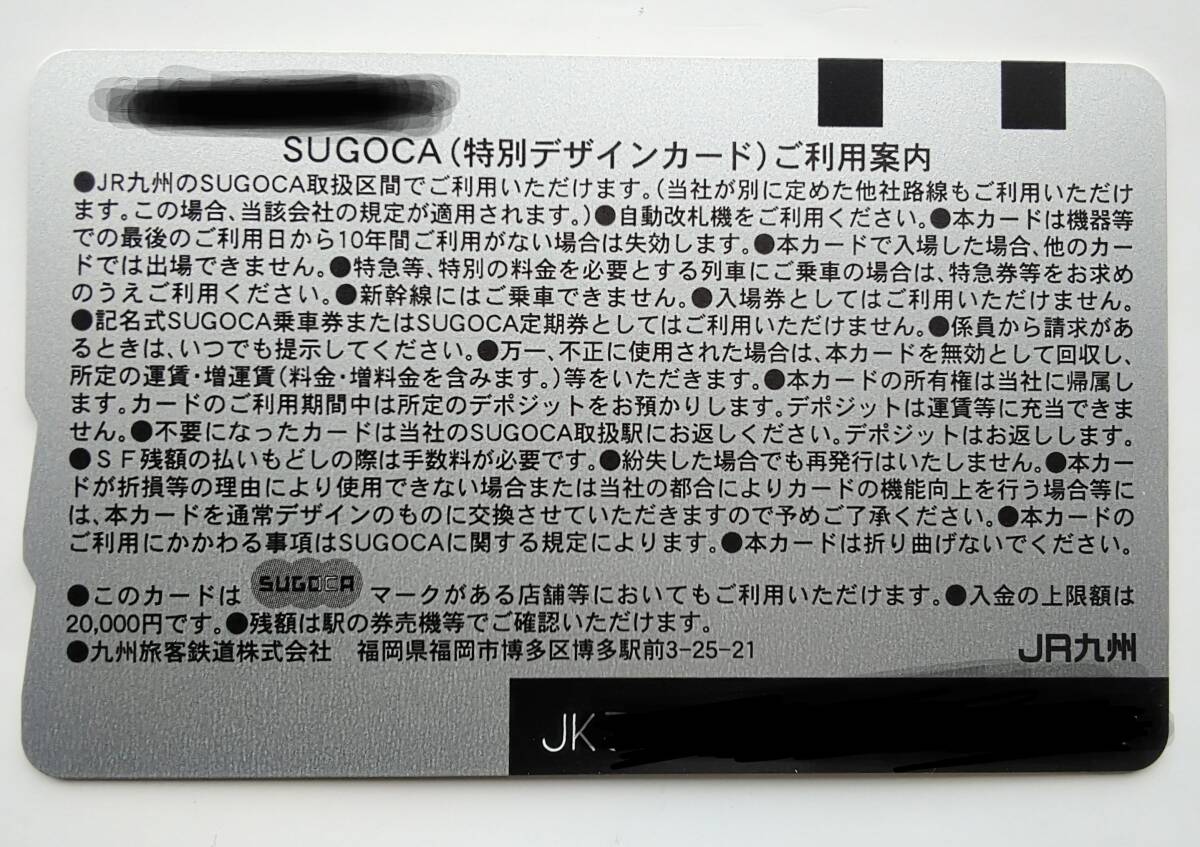 SUGOCA(特別デザインカード)ご利用案内
●JR九州のSUGOCA取扱区間でご利用いただけます。(当社が別に定めた他社路線もご利用いただけ
ます。この場合、当該会社の規定が適用されます。)●自動改札機をご利用ください。●本カードは機器等
での最後のご利用日から10年間ご利用がない場合は失効します。●本カードで入場した場合、他のカー
ドでは出場できません。●特急等、特別の料金を必要とする列車にご乗車の場合は、特急券等をお求め
のうえご利用ください。●新幹線にはご乗車できません。●入場券としてはご利用いただけません。
●記名式SUGOCA乗車券またはSUGOCA定期券としてはご利用いただけません。●係員から請求があ
るときは、いつでも提示してください。●万一、不正に使用された場合は、本カードを無効として回収し、
所定の運賃・増運賃(料金・増料金を含みます。)等をいただきます。●本カードの所有権は当社に帰属し
ます。カードのご利用期間中は所定のデポジットをお預かりします。デポジットは運賃等に充当できま
せん。●不要になったカードは当社のSUGOCA取扱駅にお返しください。デポジットはお返しします。
●SF残額の払いもどしの際は手数料が必要です。●紛失した場合でも再発行はいたしません。●本カー
ドが折損等の理由により使用できない場合または当社の都合によりカードの機能向上を行う場合等に
は、本カードを通常デザインのものに交換させていただきますので予めご了承ください。●本カードの
ご利用にかかわる事項はSUGOCAに関する規定によります。●本カードは折り曲げないでください。
●このカードは SUGOCA マークがある店舗等においてもご利用いただけます。●入金の上限額は
20,000円です。●残額は駅の券売機等でご確認いただけます。
●九州旅客鉄道株式会社 福岡県福岡市博多区博多駅前3-25-21
JR九州
JK